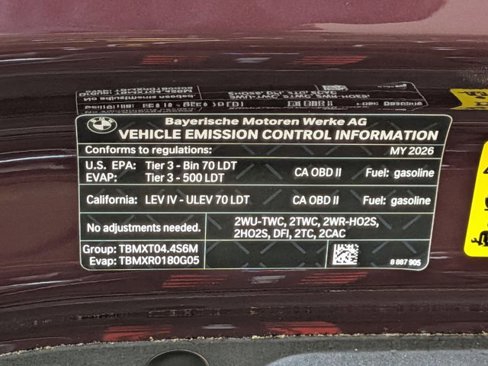 BMW
Bayerische Motoren Werke AG
VEHICLE EMISSION CONTROL INFORMATION
Conforms to regulations: MY 2026
U.S. EPA: Tier 3 - Bin 70 LDT CA OBD II Fuel: gasoline
EVAP: Tier 3 - 500 LDT
California: LEV IV - ULEV 70 LDT CA OBD II Fuel: gasoline
No adjustments needed. 2WU-TWC, 2TWC, 2WR-HO2S,
2HO2S, DFI, 2TC, 2CAC
Group: TBMXT04.4S6M
Evap: TBMXR0180G05 8 887 905